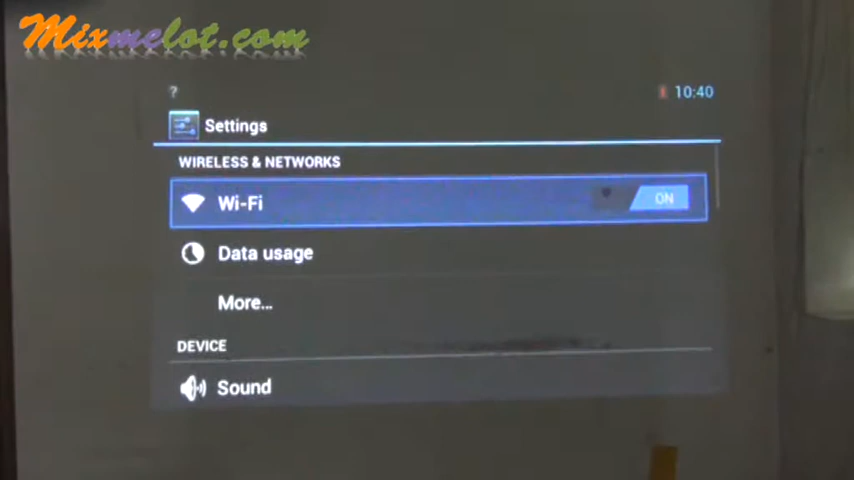 Mixmelot.com
?
10:40
Settings
WIRELESS & NETWORKS
Wi-Fi
ON
Data usage
More...
DEVICE
Sound